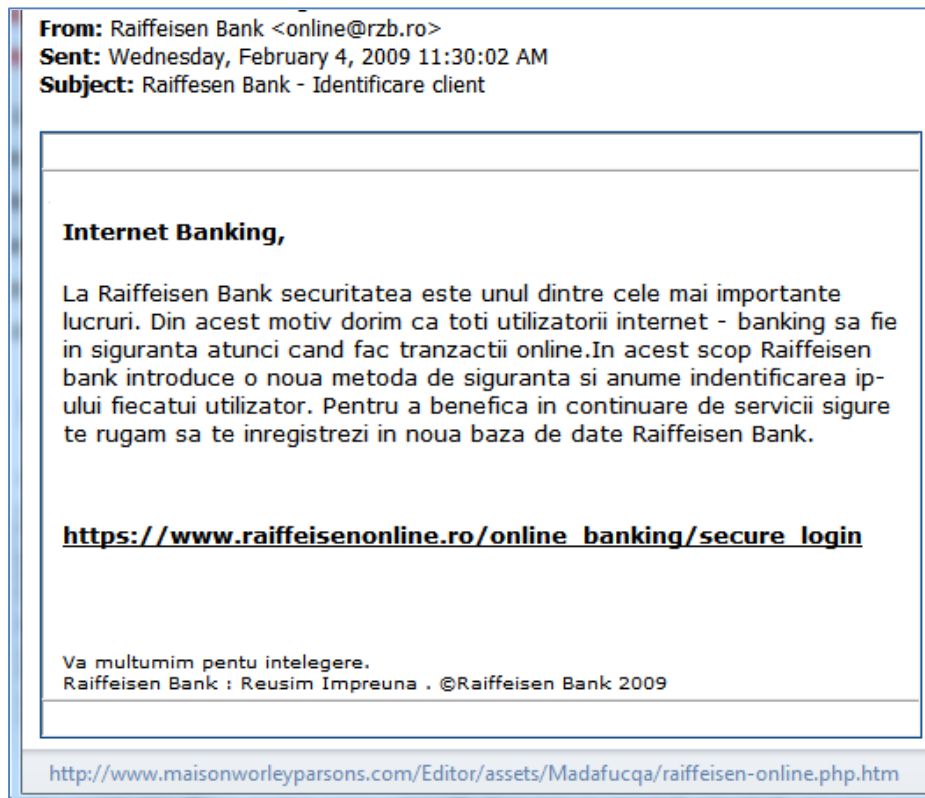 From: Raiffeisen Bank <online@rzb.ro>
Sent: Wednesday, February 4, 2009 11:30:02 AM
Subject: Raiffesen Bank - Identificare client
Internet Banking,
La Raiffeisen Bank securitatea este unul dintre cele mai importante
lucruri. Din acest motiv dorim ca toti utilizatorii internet - banking sa fie
in siguranta atunci cand fac tranzactii online.In acest scop Raiffeisen
bank introduce o noua metoda de siguranta si anume indentificarea ip-
ului fiecatui utilizator. Pentru a benefica in continuare de servicii sigure
te rugam sa te inregistrezi in noua baza de date Raiffeisen Bank.
https://www.raiffeisenonline.ro/online_banking/secure_login
Va multumim pentu intelegere.
Raiffeisen Bank : Reusim Impreuna . ©Raiffeisen Bank 2009
http://www.maisonworleyparsons.com/Editor/assets/Madafucqa/raiffeisen-online.php.htm